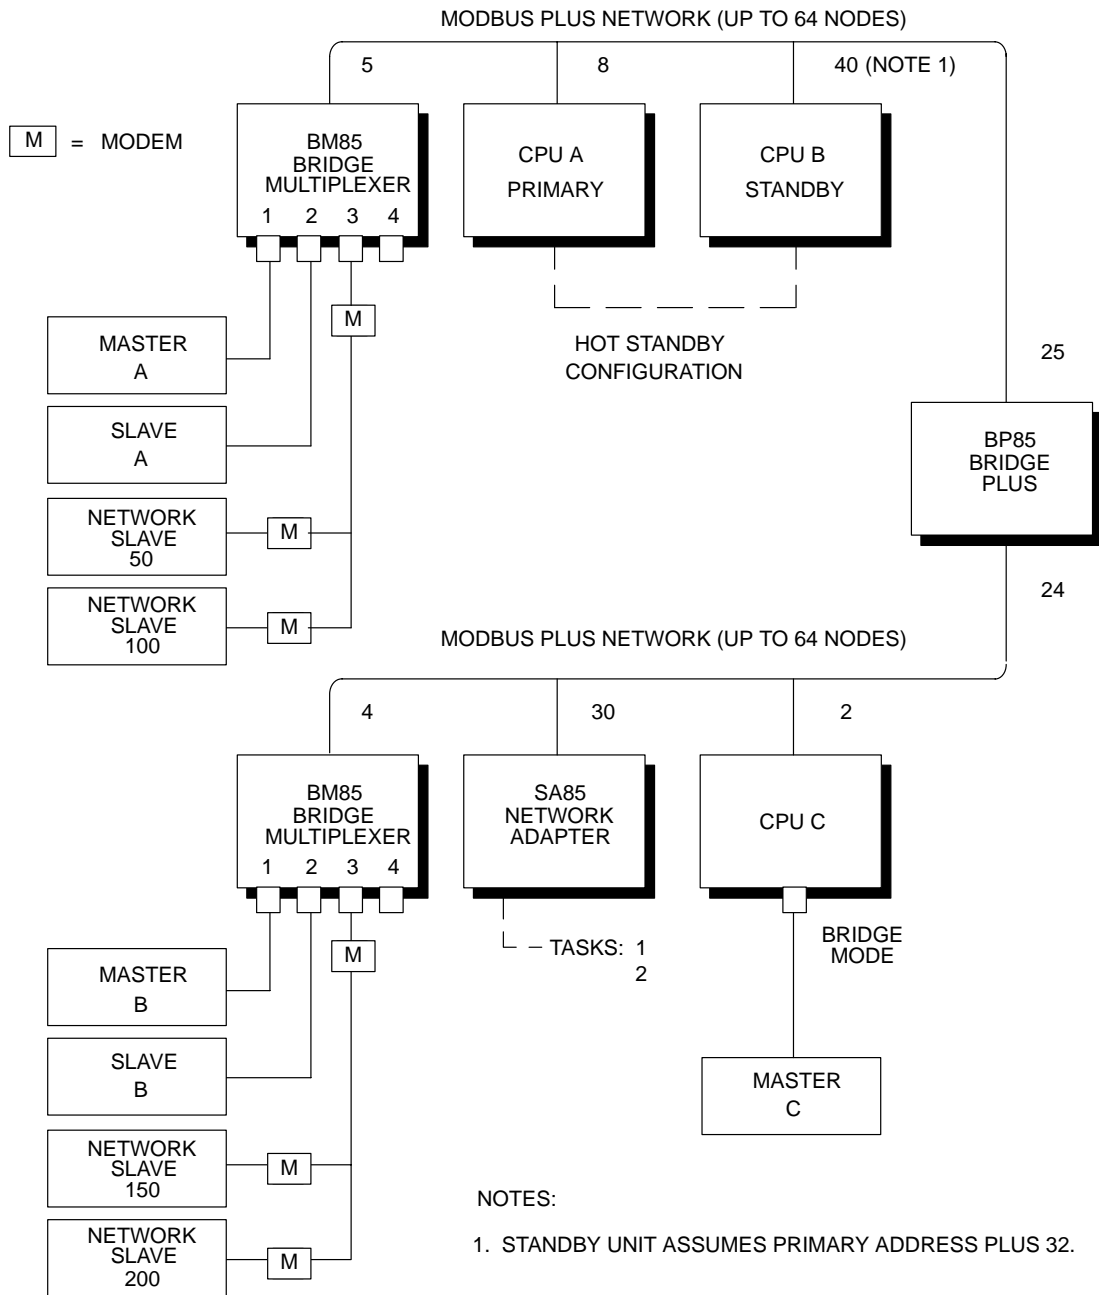 MODBUS PLUS NETWORK (UP TO 64 NODES)
5
8
40 (NOTE 1)
M = MODEM
BM85
BRIDGE
MULTIPLEXER
1 2 3 4
CPU A
PRIMARY
CPU B
STANDBY
M
HOT STANDBY
CONFIGURATION
MASTER
A
SLAVE
A
NETWORK
SLAVE
50
M
NETWORK
SLAVE
100
M
25
BP85
BRIDGE
PLUS
24
MODBUS PLUS NETWORK (UP TO 64 NODES)
4
30
2
BM85
BRIDGE
MULTIPLEXER
1 2 3 4
SA85
NETWORK
ADAPTER
CPU C
M
TASKS: 1
2
BRIDGE
MODE
MASTER
B
SLAVE
B
MASTER
C
NETWORK
SLAVE
150
M
NETWORK
SLAVE
200
M
NOTES:
1. STANDBY UNIT ASSUMES PRIMARY ADDRESS PLUS 32.